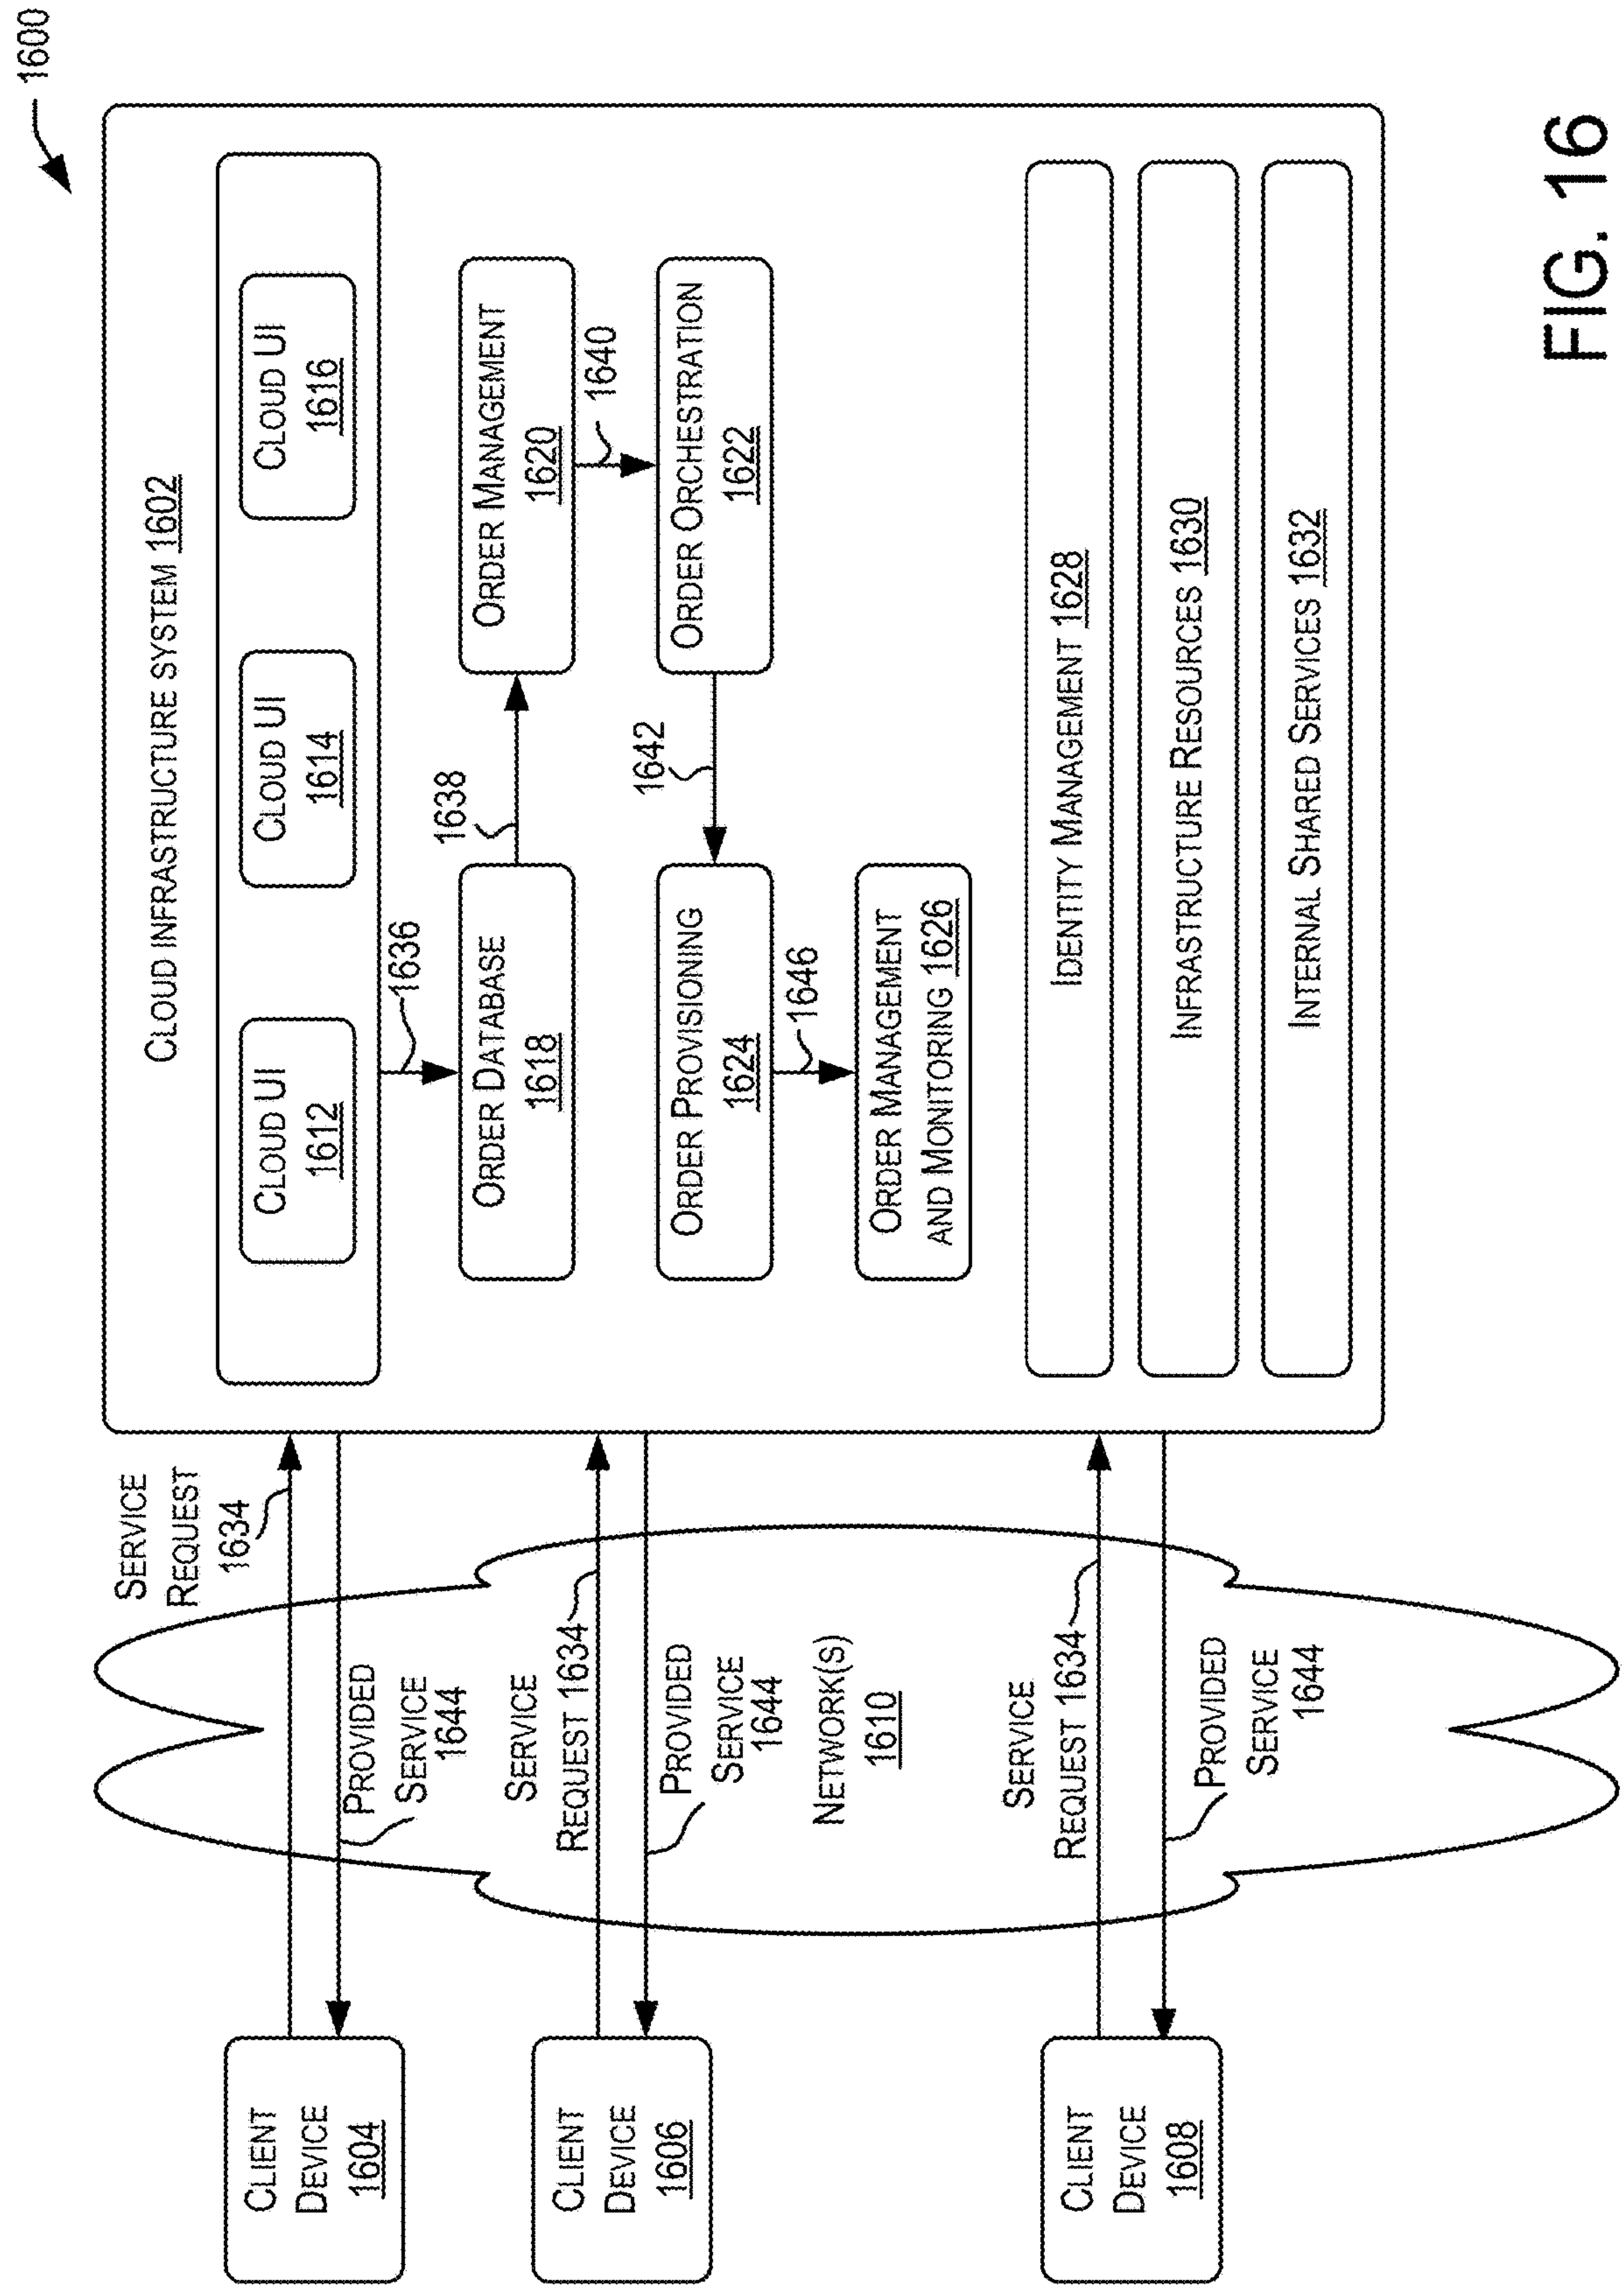 1600
CLOUD INFRASTRUCTURE SYSTEM 1602
CLOUD UI
1612
CLOUD UI
1614
CLOUD UI
1616
1636
ORDER DATABASE
1618
1638
ORDER MANAGEMENT
1620
1640
ORDER PROVISIONING
1624
1642
ORDER ORCHESTRATION
1622
1646
ORDER MANAGEMENT
AND MONITORING 1626
IDENTITY MANAGEMENT 1628
INFRASTRUCTURE RESOURCES 1630
INTERNAL SHARED SERVICES 1632
CLIENT
DEVICE
1604
SERVICE
REQUEST
1634
PROVIDED
SERVICE
1644
CLIENT
DEVICE
1606
SERVICE
REQUEST 1634
PROVIDED
SERVICE
1644
NETWORK(S)
1610
CLIENT
DEVICE
1608
SERVICE
REQUEST 1634
PROVIDED
SERVICE
1644
FIG. 16